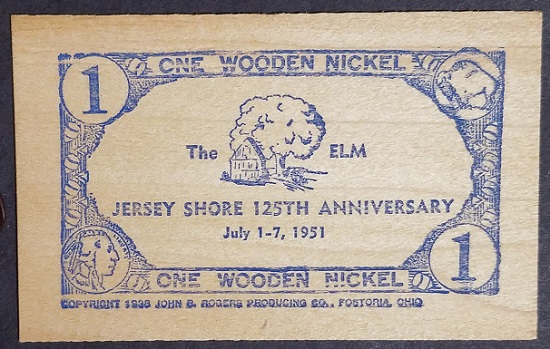 ONE WOODEN NICKEL
1
The ELM
JERSEY SHORE 125TH ANNIVERSARY
July 1-7, 1951
1
ONE WOODEN NICKEL
COPYRIGHT 1936 JOHN B. ROGERS PRODUCING CO., FOSTORIA, OHIO